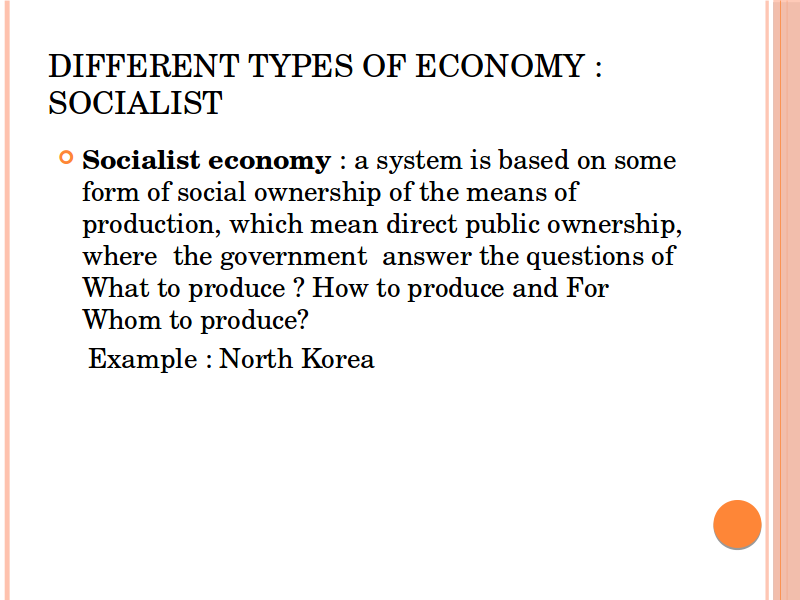 DIFFERENT TYPES OF ECONOMY :
SOCIALIST
Socialist economy : a system is based on some
form of social ownership of the means of
production, which mean direct public ownership,
where  the government  answer the questions of
What to produce ? How to produce and For
Whom to produce?
Example : North Korea